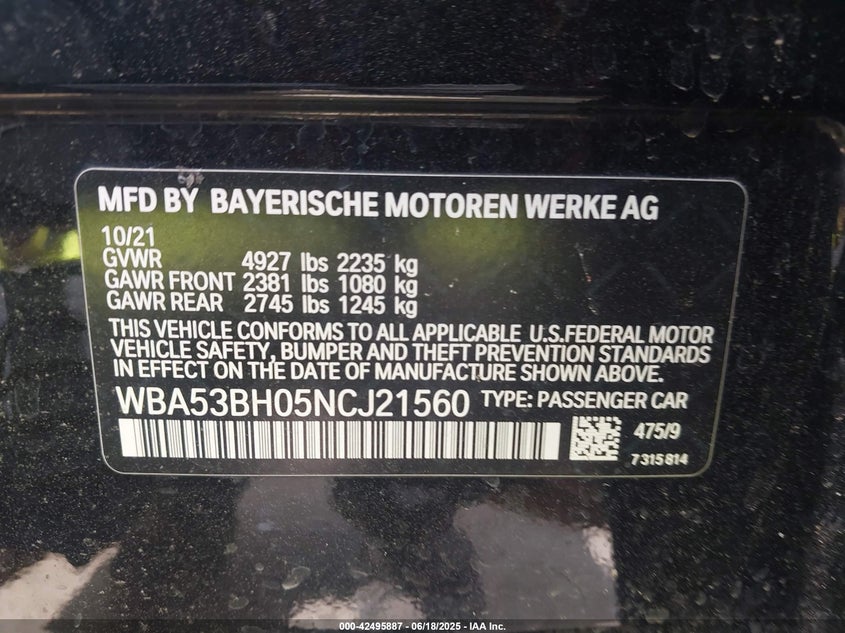 MFD BY BAYERISCHE MOTOREN WERKE AG
10/21
GVWR 4927 lbs 2235 kg
GAWR FRONT 2381 lbs 1080 kg
GAWR REAR 2745 lbs 1245 kg
THIS VEHICLE CONFORMS TO ALL APPLICABLE U.S.FEDERAL MOTOR
VEHICLE SAFETY, BUMPER AND THEFT PREVENTION STANDARDS
IN EFFECT ON THE DATE OF MANUFACTURE SHOWN ABOVE.
WBA53BH05NCJ21560 TYPE: PASSENGER CAR
475/9
7315814
000-42495887 - 06/18/2025 - IAA Inc.